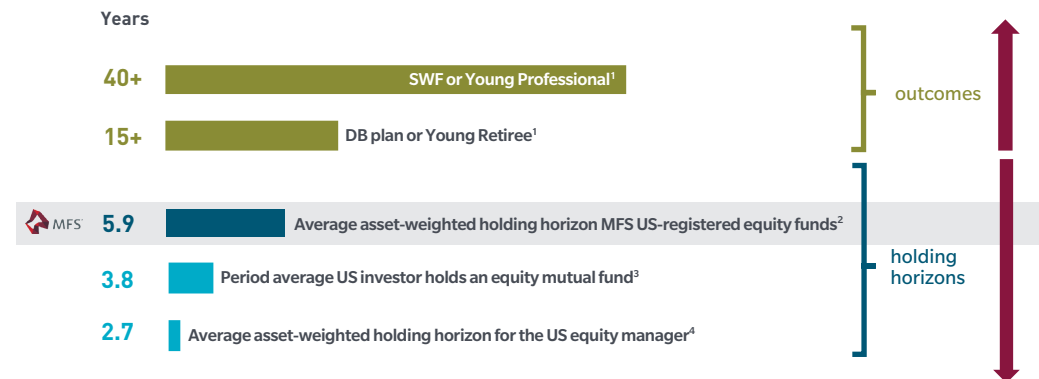 Years
40+ SWF or Young Professional¹
outcomes
15+ DB plan or Young Retiree¹
MFS 5.9 Average asset-weighted holding horizon MFS US-registered equity funds²
holding
horizons
3.8 Period average US investor holds an equity mutual fund³
2.7 Average asset-weighted holding horizon for the US equity manager⁴